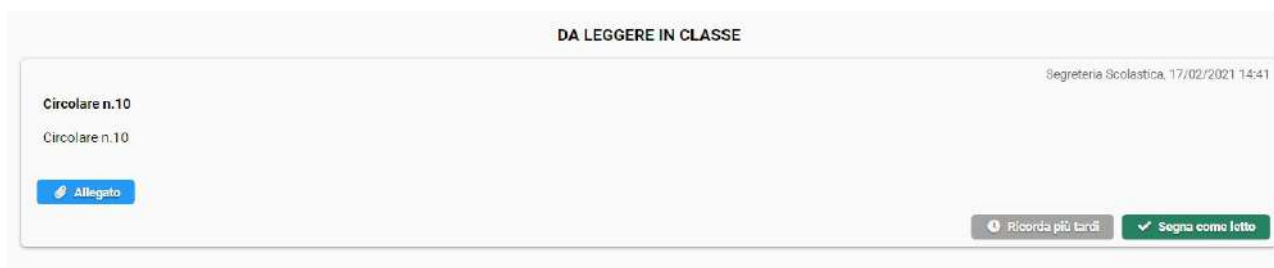 DA LEGGERE IN CLASSE
Segreteria Scolastica, 17/02/2021 14:41
Circolare n.10
Circolare n.10
Allegato
Ricorda più tardi
Segna come letto